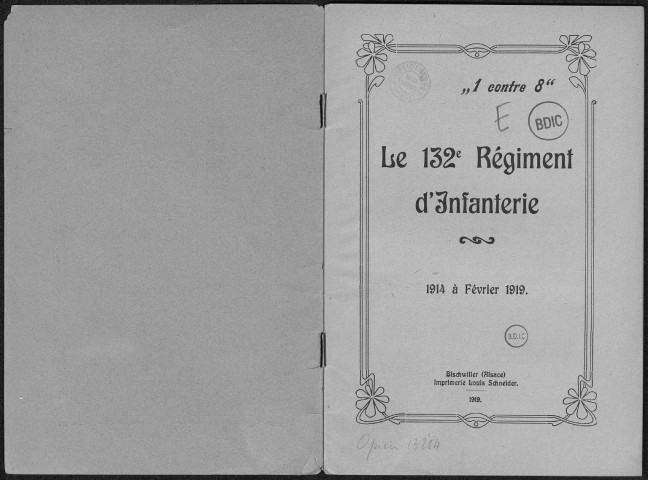 „1 contre 8“
E
BDIC
Le 132e Régiment
d'Infanterie
1914 à Février 1919.
B.D.I.C
Bischwiller (Alsace)
Imprimerie Louis Schneider.
1919.